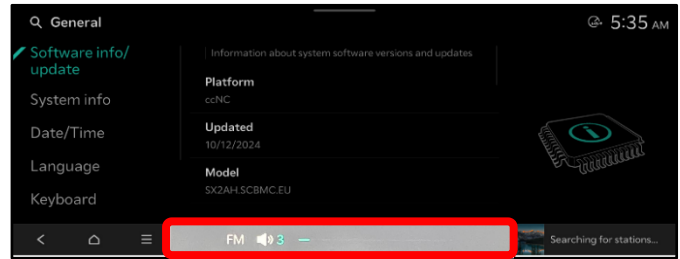 General
5:35 AM
Software info/
update
System info
Date/Time
Language
Keyboard
Information about system software versions and updates
Platform
ccNC
Updated
10/12/2024
Model
SX2AH.SCBMC.EU
FM 3
Searching for stations...